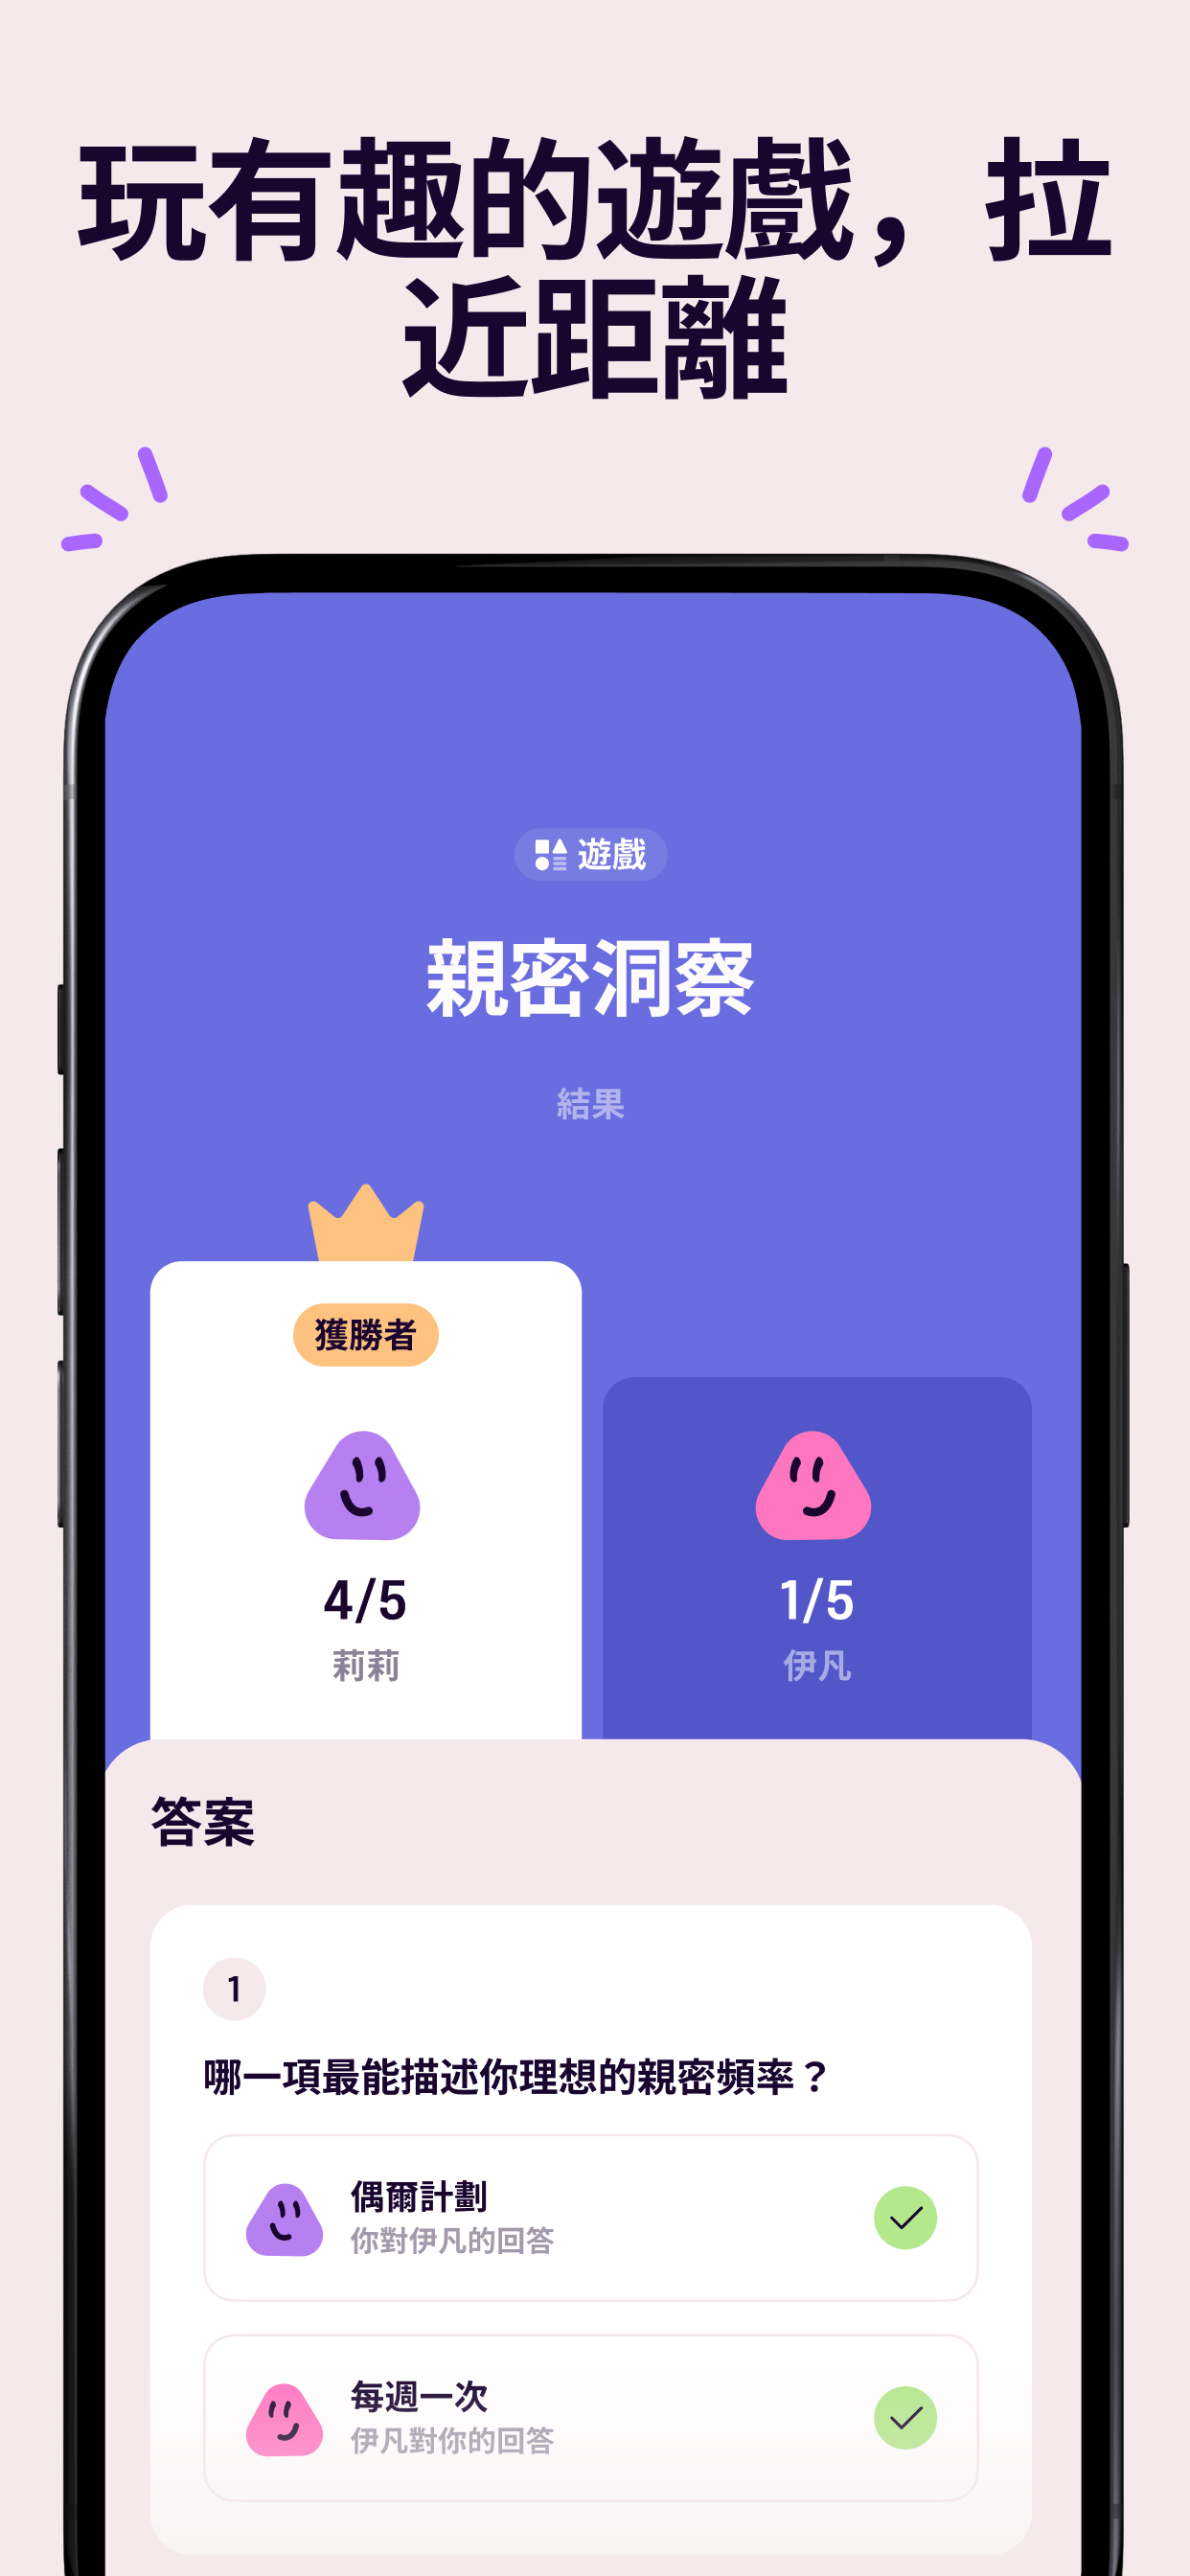 玩有趣的遊戲，拉
近距離
遊戲
親密洞察
結果
獲勝者
4/5
莉莉
1/5
伊凡
答案
1
哪一項最能描述你理想的親密頻率？
偶爾計劃
你對伊凡的回答
每週一次
伊凡對你的回答